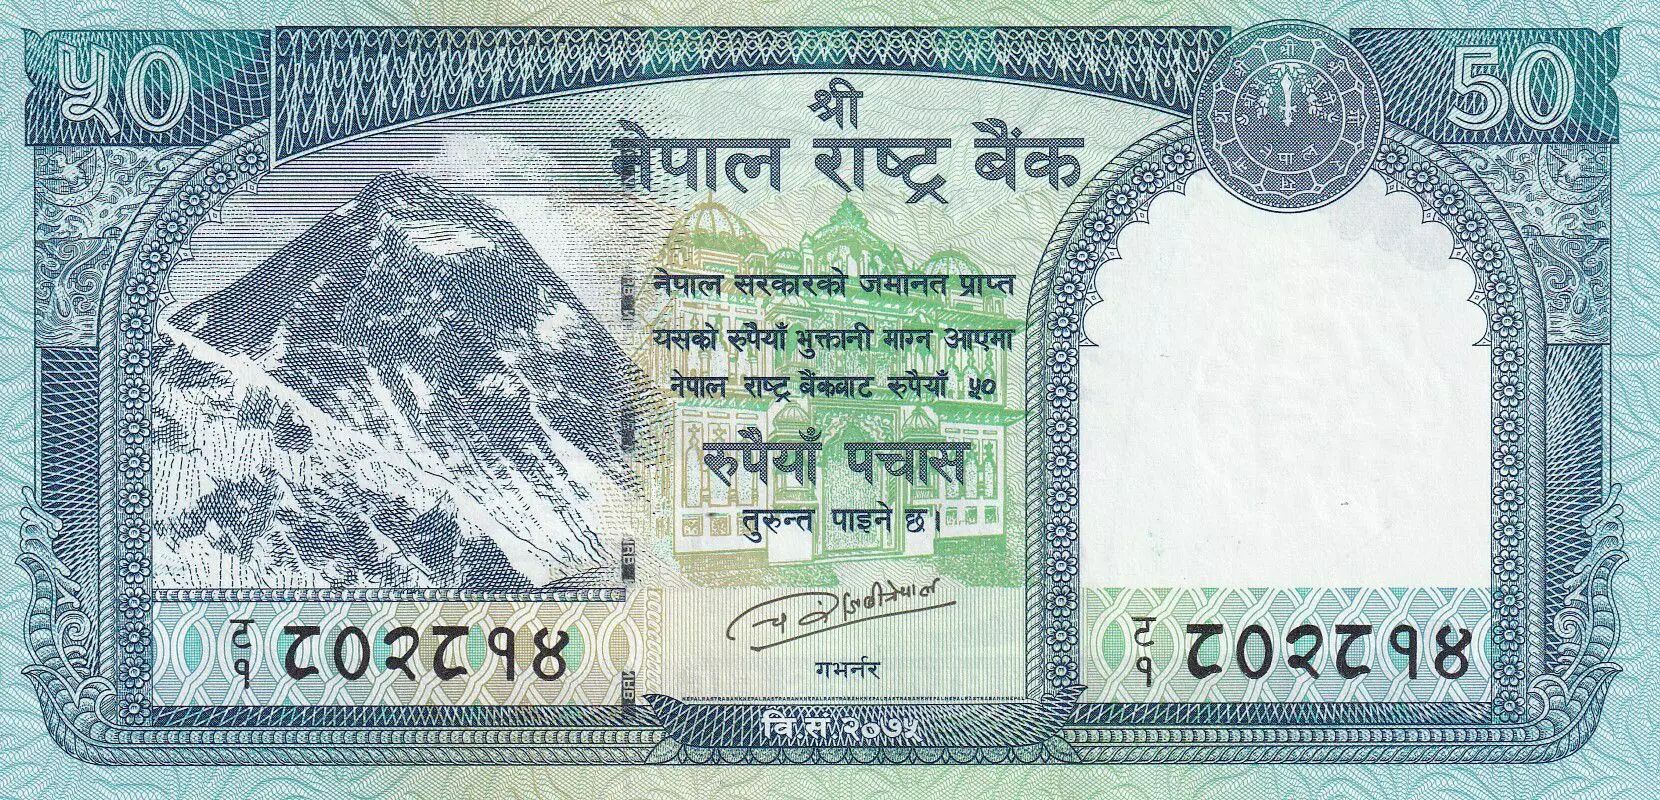 ५० 50
श्री
नेपाल राष्ट्र बैंक
नेपाल सरकारको जमानत प्राप्त
यसको रुपैयाँ भुक्तानी माग्न आएमा
नेपाल राष्ट्र बैंकबाट रुपैयाँ ५०
रुपैयाँ पचास
तुरुन्त पाइने छ।
गभर्नर
ट
१ ८०२८१४
ट
१ ८०२८१४
वि.सं.२०७५